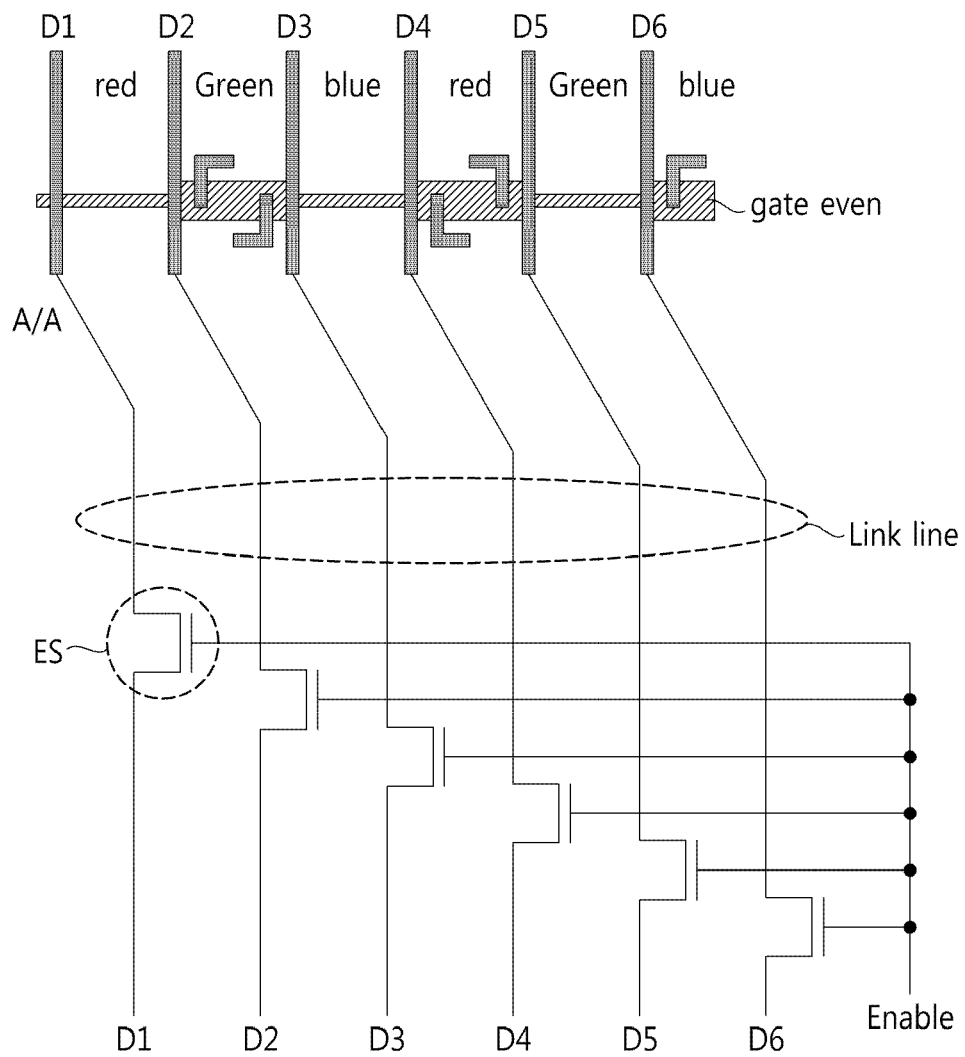 D1 D2 D3 D4 D5 D6
red Green blue red Green blue
gate even
A/A
Link line
ES
Enable
D1 D2 D3 D4 D5 D6